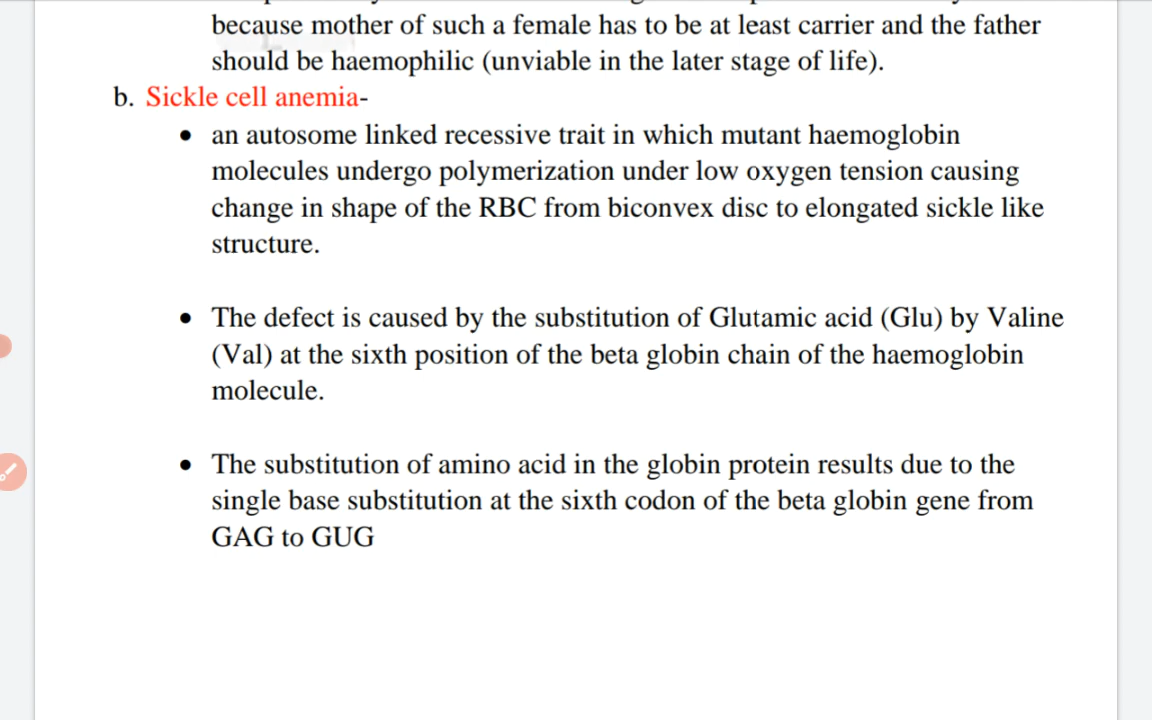 because mother of such a female has to be at least carrier and the father
should be haemophilic (unviable in the later stage of life).
b. Sickle cell anemia-
• an autosome linked recessive trait in which mutant haemoglobin
molecules undergo polymerization under low oxygen tension causing
change in shape of the RBC from biconvex disc to elongated sickle like
structure.
• The defect is caused by the substitution of Glutamic acid (Glu) by Valine
(Val) at the sixth position of the beta globin chain of the haemoglobin
molecule.
• The substitution of amino acid in the globin protein results due to the
single base substitution at the sixth codon of the beta globin gene from
GAG to GUG